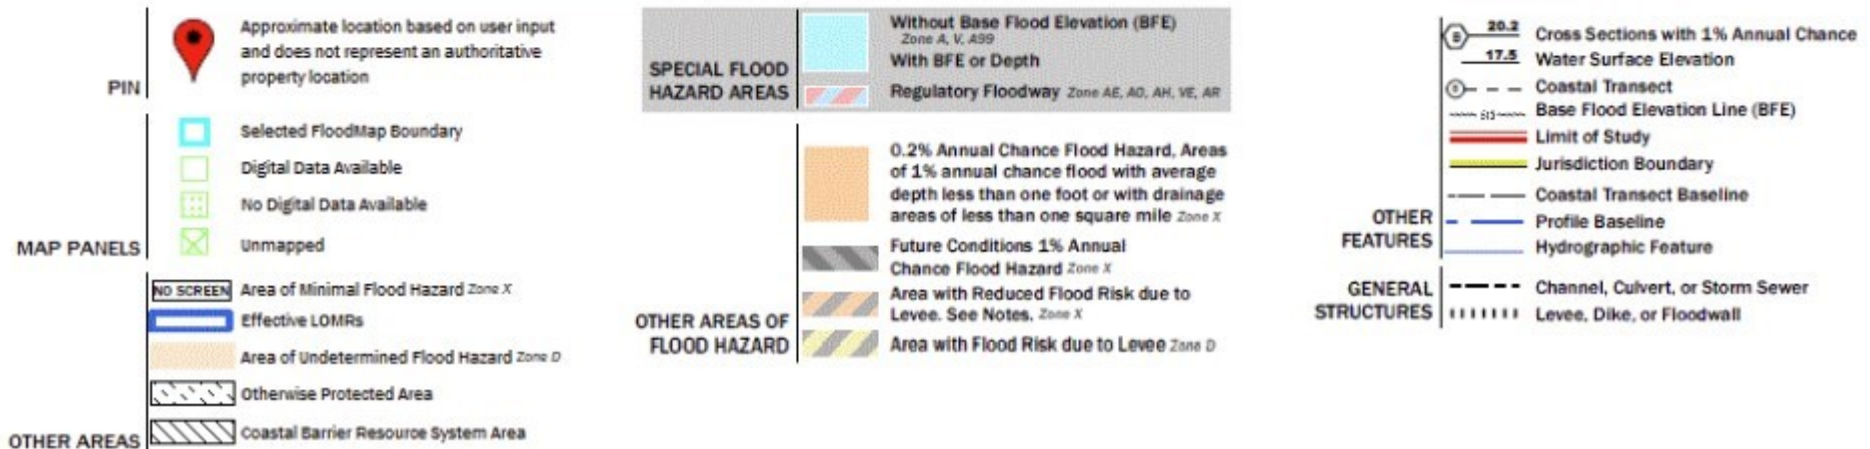 PIN
Approximate location based on user input
and does not represent an authoritative
property location
MAP PANELS
Selected FloodMap Boundary
Digital Data Available
No Digital Data Available
Unmapped
OTHER AREAS
NO SCREEN Area of Minimal Flood Hazard Zone X
Effective LOMRs
Area of Undetermined Flood Hazard Zone D
Otherwise Protected Area
Coastal Barrier Resource System Area
SPECIAL FLOOD
HAZARD AREAS
Without Base Flood Elevation (BFE)
Zone A, V, A99
With BFE or Depth
Regulatory Floodway Zone AE, AO, AH, VE, AR
OTHER AREAS OF
FLOOD HAZARD
0.2% Annual Chance Flood Hazard, Areas
of 1% annual chance flood with average
depth less than one foot or with drainage
areas of less than one square mile Zone X
Future Conditions 1% Annual
Chance Flood Hazard Zone X
Area with Reduced Flood Risk due to
Levee. See Notes. Zone X
Area with Flood Risk due to Levee Zone D
OTHER
FEATURES
B 20.2 Cross Sections with 1% Annual Chance
17.5 Water Surface Elevation
Coastal Transect
513 Base Flood Elevation Line (BFE)
Limit of Study
Jurisdiction Boundary
Coastal Transect Baseline
Profile Baseline
Hydrographic Feature
GENERAL
STRUCTURES
Channel, Culvert, or Storm Sewer
Levee, Dike, or Floodwall